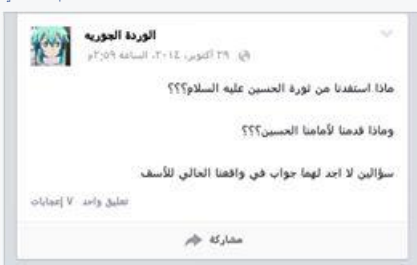 الوردة الجوريه
٢٩ أكتوبر، ٢٠١٤، الساعة ٢:٥٩م
ماذا استفدنا من ثورة الحسين عليه السلام؟؟؟
وماذا قدمنا لأمامنا الحسين؟؟؟
سؤالين لا اجد لهما جواب في واقعنا الحالي للأسف
تعليق واحد ٧ إعجابات
مشاركة